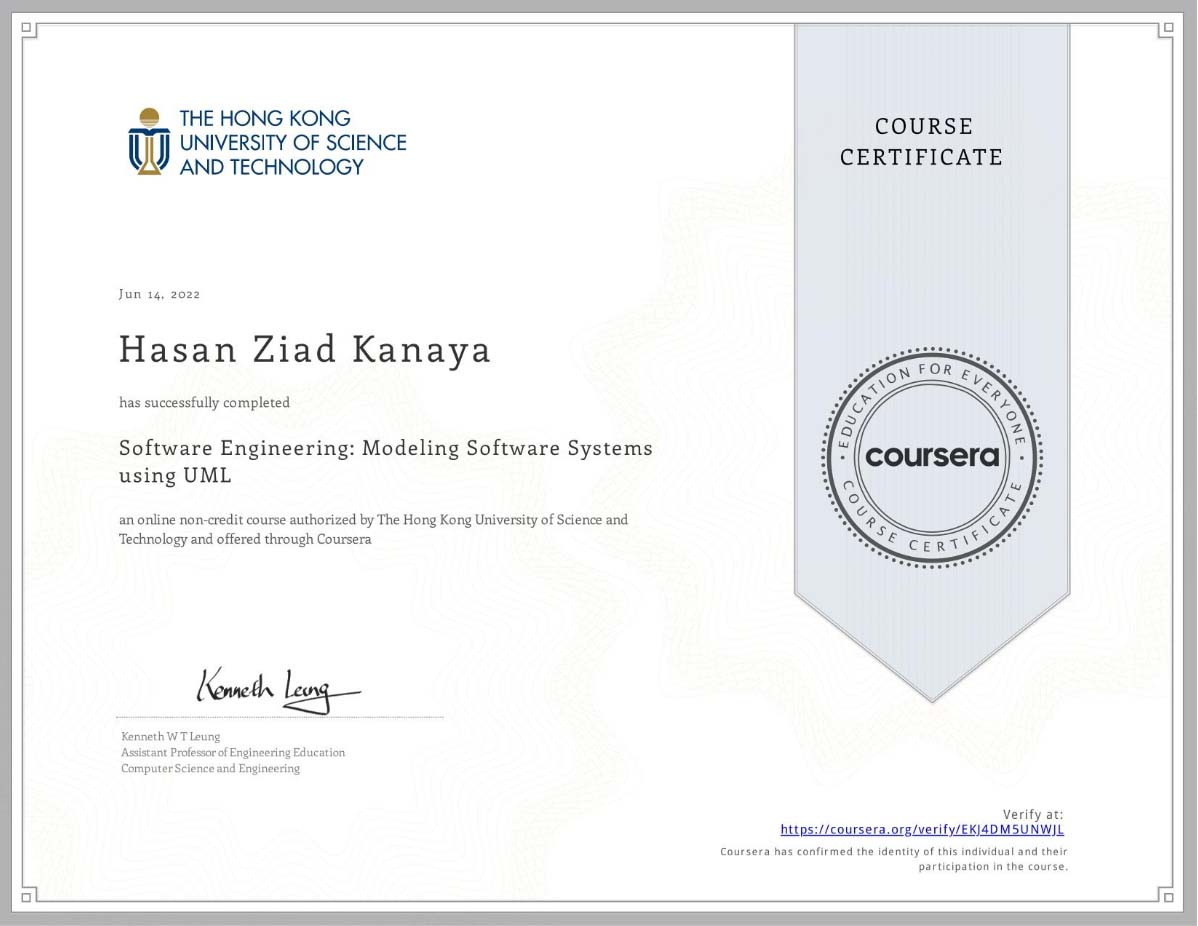 THE HONG KONG
UNIVERSITY OF SCIENCE
AND TECHNOLOGY
COURSE
CERTIFICATE
Jun 14, 2022
Hasan Ziad Kanaya
has successfully completed
Software Engineering: Modeling Software Systems
using UML
an online non-credit course authorized by The Hong Kong University of Science and
Technology and offered through Coursera
EDUCATION FOR EVERYONE
coursera
COURSE CERTIFICATE
Kenneth Leung
Kenneth W T Leung
Assistant Professor of Engineering Education
Computer Science and Engineering
Verify at:
https://coursera.org/verify/EKJ4DM5UNWJL
Coursera has confirmed the identity of this individual and their
participation in the course.